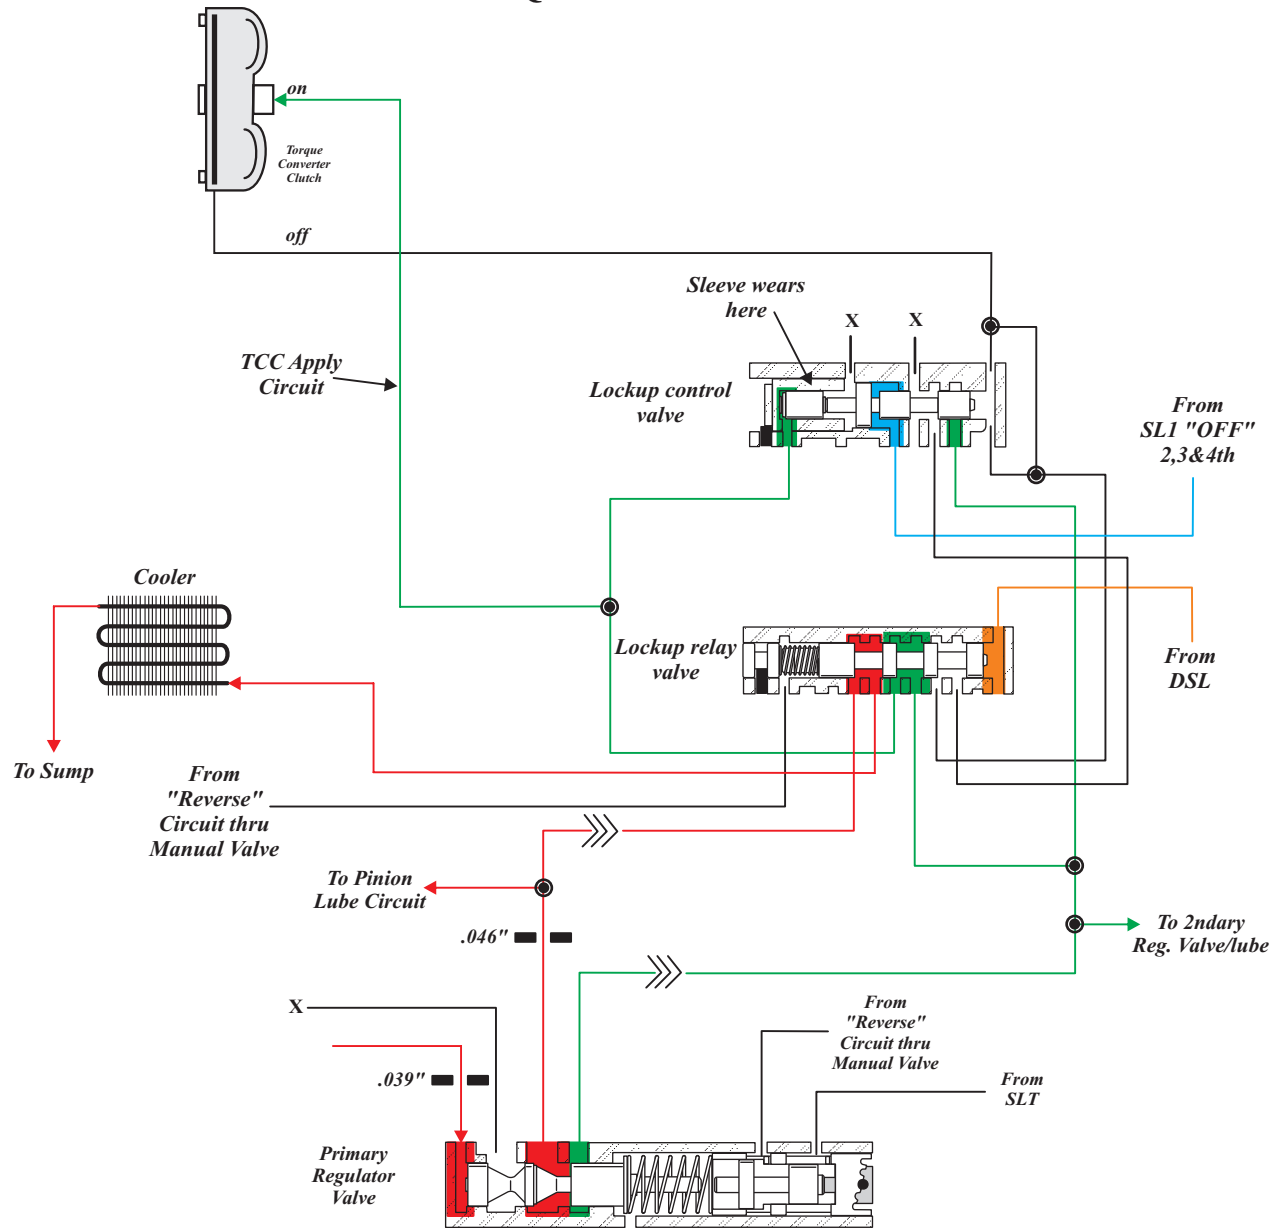 on
Torque
Converter
Clutch
off
Sleeve wears
here
X
X
TCC Apply
Circuit
Lockup control
valve
From
SL1 "OFF"
2,3&4th
Cooler
Lockup relay
valve
From
DSL
To Sump
From
"Reverse"
Circuit thru
Manual Valve
To Pinion
Lube Circuit
.046"
To 2ndary
Reg. Valve/lube
X
From
"Reverse"
Circuit thru
Manual Valve
.039"
From
SLT
Primary
Regulator
Valve